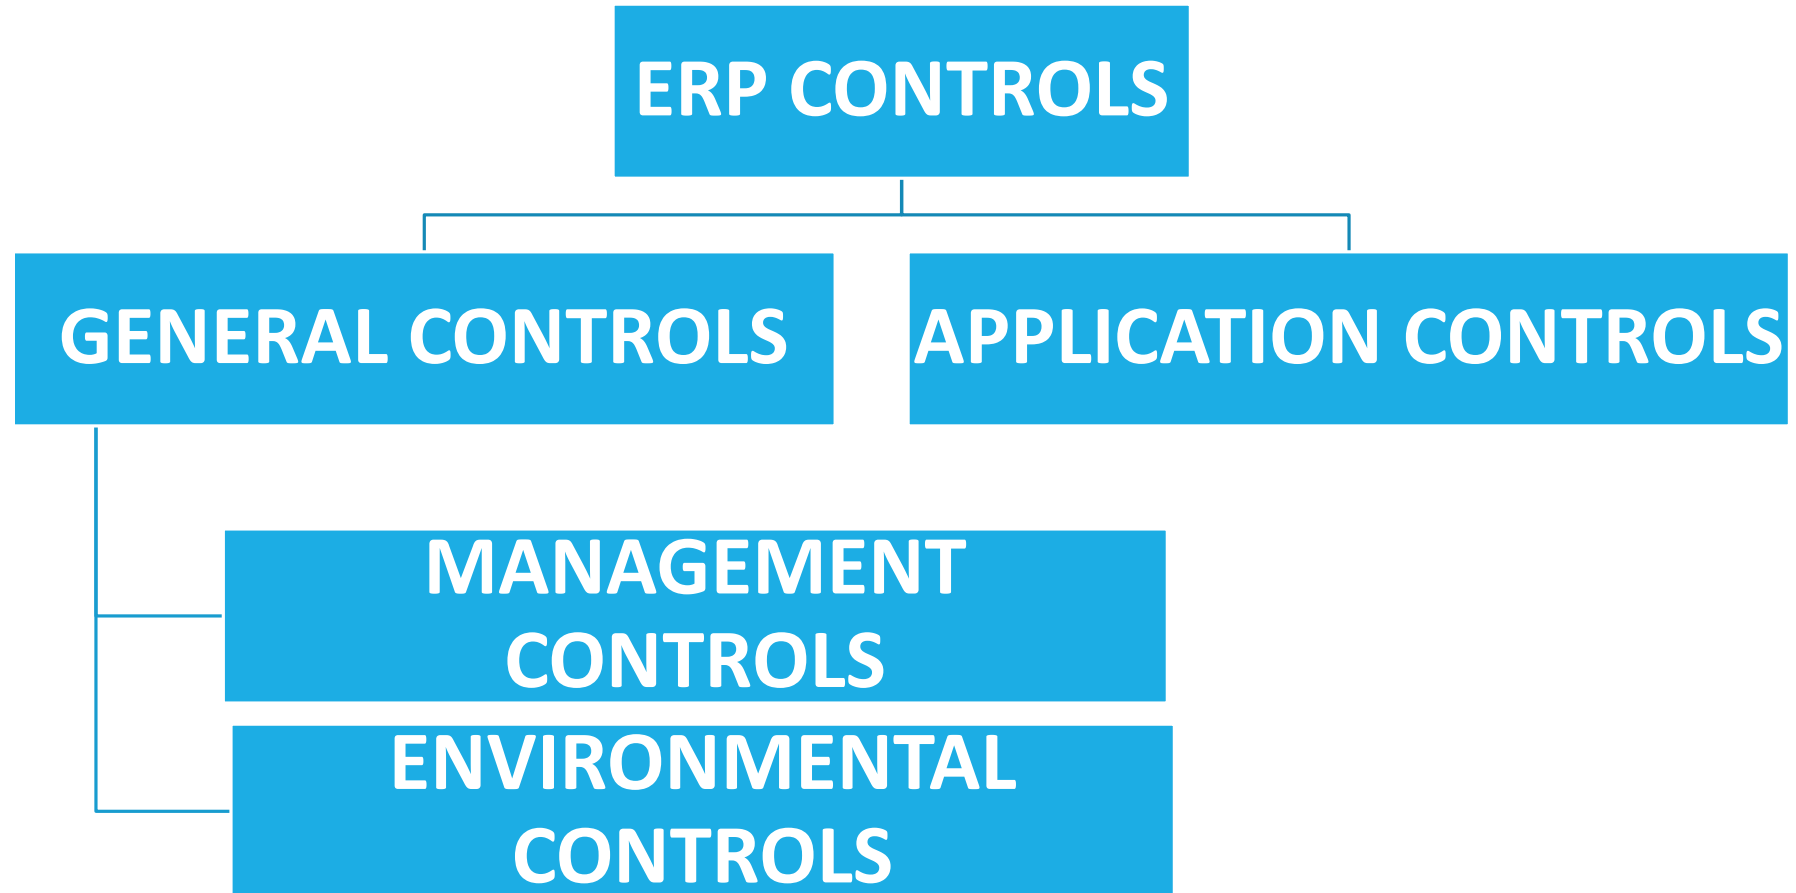 ERP CONTROLS
GENERAL CONTROLS
APPLICATION CONTROLS
MANAGEMENT
CONTROLS
ENVIRONMENTAL
CONTROLS